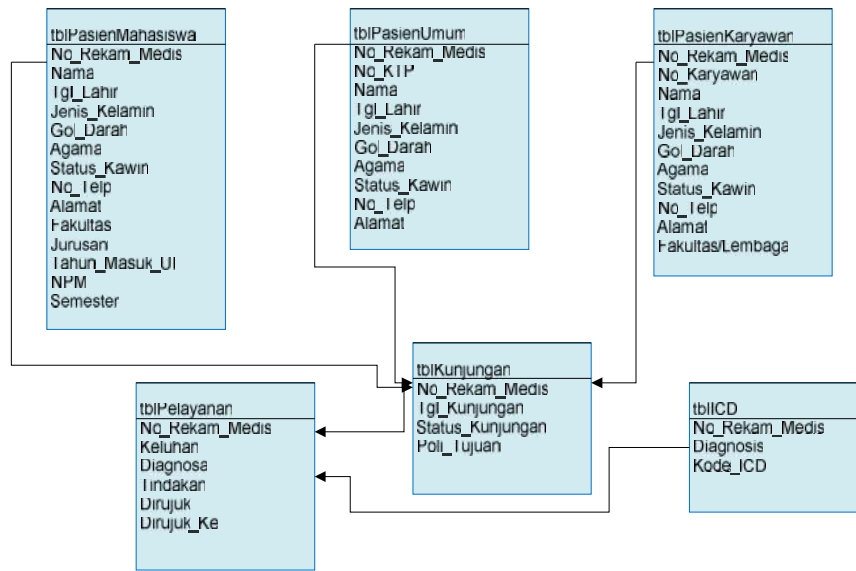 tblPasienMahasiswa
No_Rekam_Medis
Nama
Tgl_Lahir
Jenis_Kelamin
Gol_Darah
Agama
Status_Kawin
No_Telp
Alamat
Fakultas
Jurusan
Tahun_Masuk_UI
NPM
Semester
tblPasienUmum
No_Rekam_Medis
No_KTP
Nama
Tgl_Lahir
Jenis_Kelamin
Gol_Darah
Agama
Status_Kawin
No_Telp
Alamat
tblPasienKaryawan
No_Rekam_Medis
No_Karyawan
Nama
Tgl_Lahir
Jenis_Kelamin
Gol_Darah
Agama
Status_Kawin
No_Telp
Alamat
Fakultas/Lembaga
tblPelayanan
No_Rekam_Medis
Keluhan
Diagnosa
Tindakan
Dirujuk
Dirujuk_Ke
tblKunjungan
No_Rekam_Medis
Tgl_Kunjungan
Status_Kunjungan
Poli_Tujuan
tblICD
No_Rekam_Medis
Diagnosis
Kode_ICD